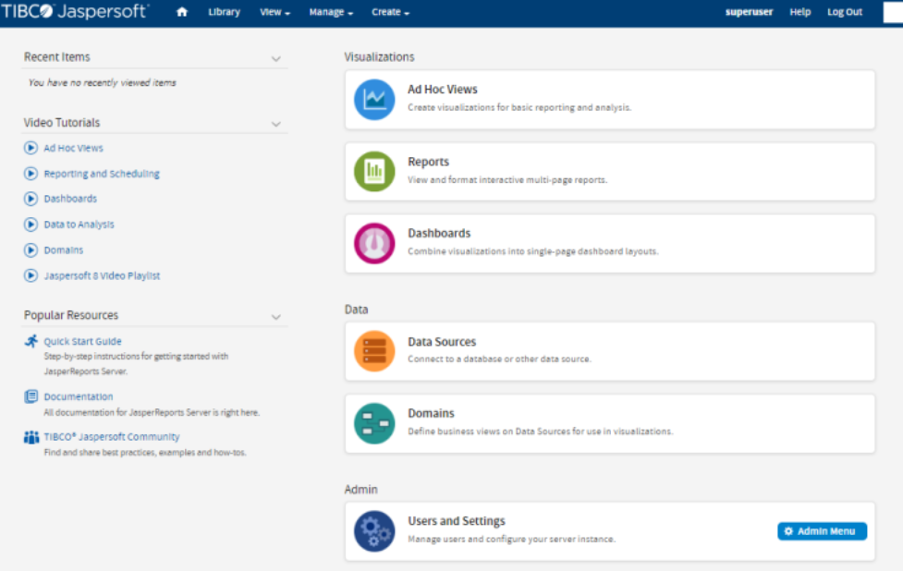 TIBCO Jaspersoft®
Library
View
Manage
Create
superuser
Help
Log Out
Recent Items
You have no recently viewed items
Video Tutorials
Ad Hoc Views
Reporting and Scheduling
Dashboards
Data to Analysis
Domains
Jaspersoft 8 Video Playlist
Popular Resources
Quick Start Guide
Step-by-step instructions for getting started with
JasperReports Server.
Documentation
All documentation for JasperReports Server is right here.
TIBCO® Jaspersoft Community
Find and share best practices, examples and how-tos.
Visualizations
Ad Hoc Views
Create visualizations for basic reporting and analysis.
Reports
View and format interactive multi-page reports.
Dashboards
Combine visualizations into single-page dashboard layouts.
Data
Data Sources
Connect to a database or other data source.
Domains
Define business views on Data Sources for use in visualizations.
Admin
Users and Settings
Manage users and configure your server instance.
Admin Menu